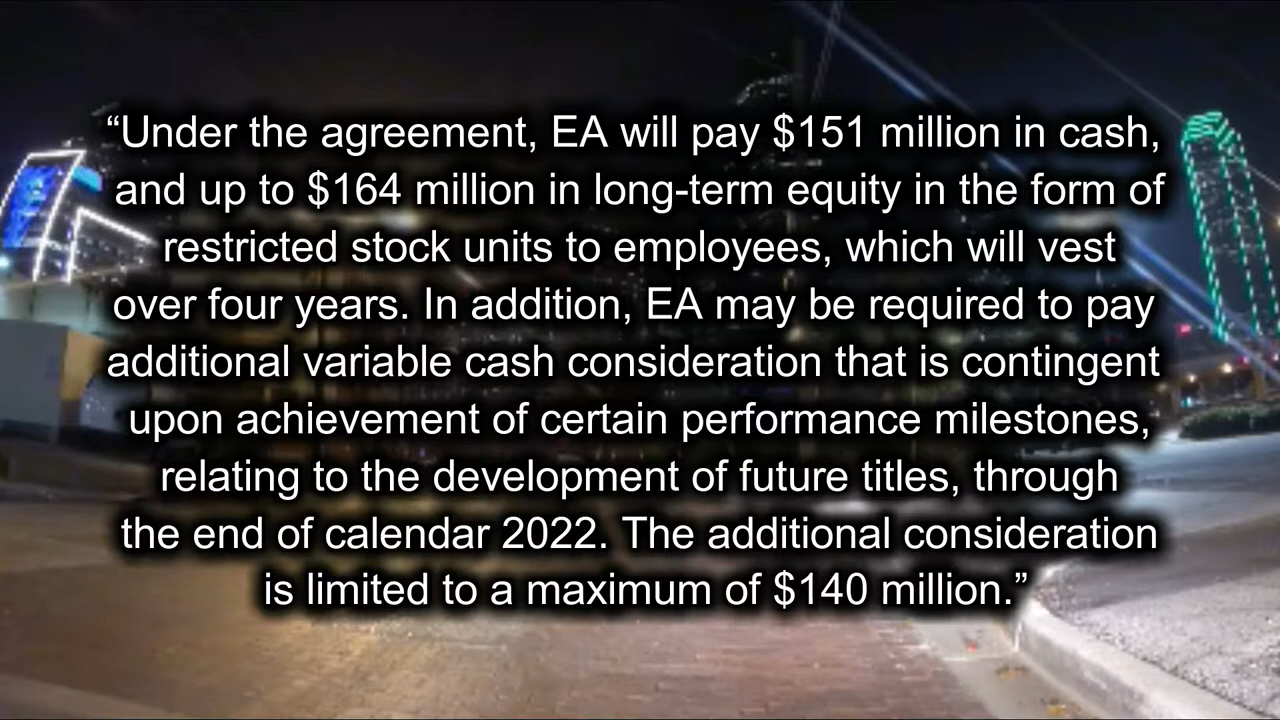 “Under the agreement, EA will pay $151 million in cash,
and up to $164 million in long-term equity in the form of
restricted stock units to employees, which will vest
over four years. In addition, EA may be required to pay
additional variable cash consideration that is contingent
upon achievement of certain performance milestones,
relating to the development of future titles, through
the end of calendar 2022. The additional consideration
is limited to a maximum of $140 million.”